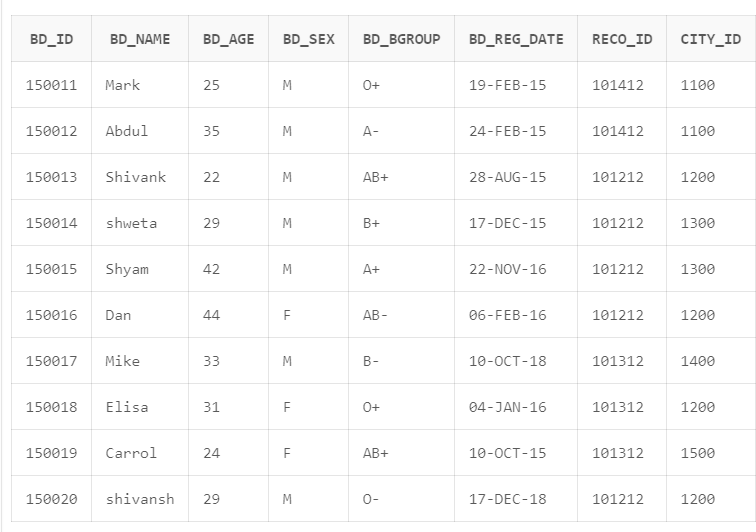 BD_ID BD_NAME BD_AGE BD_SEX BD_BGROUP BD_REG_DATE RECO_ID CITY_ID
150011 Mark 25 M O+ 19-FEB-15 101412 1100
150012 Abdul 35 M A- 24-FEB-15 101412 1100
150013 Shivank 22 M AB+ 28-AUG-15 101212 1200
150014 shweta 29 M B+ 17-DEC-15 101212 1300
150015 Shyam 42 M A+ 22-NOV-16 101212 1300
150016 Dan 44 F AB- 06-FEB-16 101212 1200
150017 Mike 33 M B- 10-OCT-18 101312 1400
150018 Elisa 31 F O+ 04-JAN-16 101312 1200
150019 Carrol 24 F AB+ 10-OCT-15 101312 1500
150020 shivansh 29 M O- 17-DEC-18 101212 1200